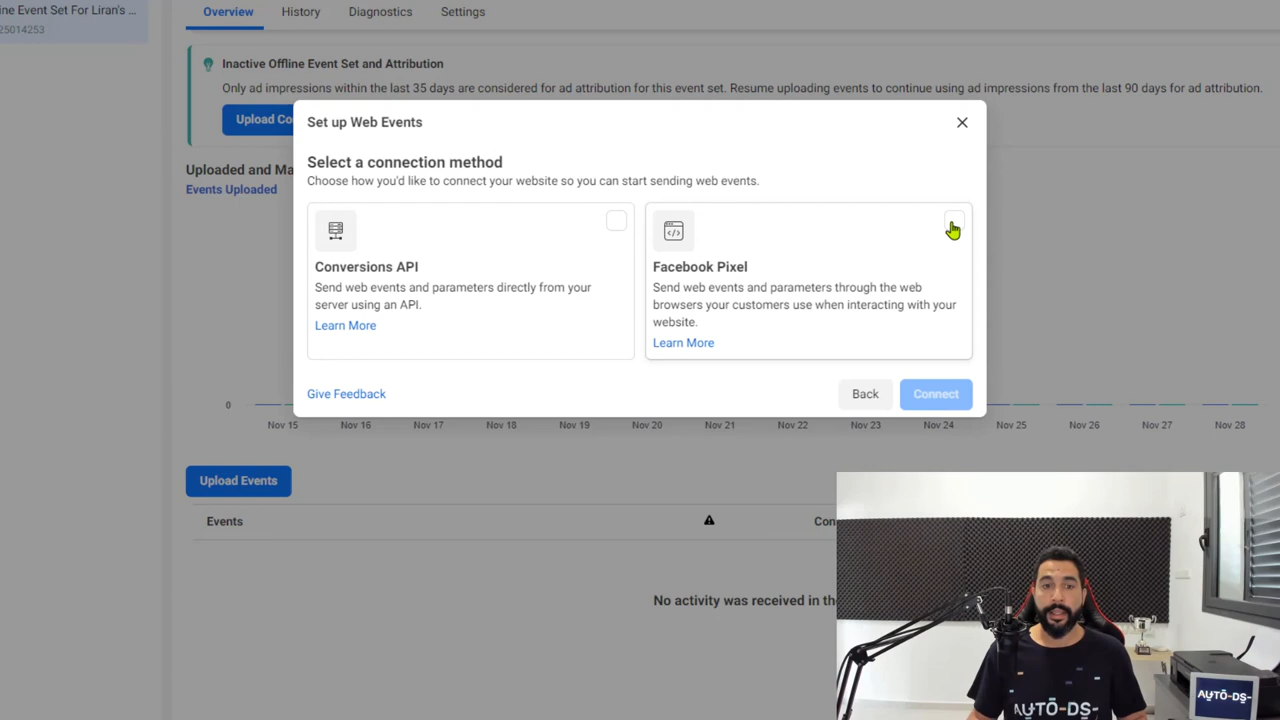 ine Event Set For Liran's ...
25014253
Overview
History
Diagnostics
Settings
Inactive Offline Event Set and Attribution
Only ad impressions within the last 35 days are considered for ad attribution for this event set. Resume uploading events to continue using ad impressions from the last 90 days for ad attribution.
Upload Co
Uploaded and Ma
Events Uploaded
Set up Web Events
Select a connection method
Choose how you'd like to connect your website so you can start sending web events.
Conversions API
Send web events and parameters directly from your
server using an API.
Learn More
Facebook Pixel
Send web events and parameters through the web
browsers your customers use when interacting with your
website.
Learn More
Give Feedback
Back
Connect
0
Nov 15
Nov 16
Nov 17
Nov 18
Nov 19
Nov 20
Nov 21
Nov 22
Nov 23
Nov 24
Nov 25
Nov 26
Nov 27
Nov 28
Upload Events
Events
Con
No activity was received in th
AUTO-DS-
AUTO-DS-